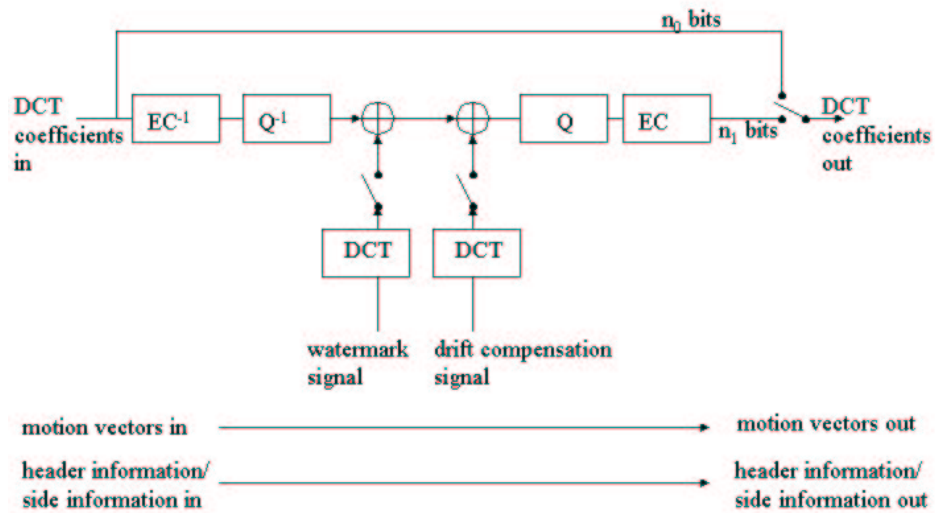 n₀ bits
DCT
coefficients
in
EC⁻¹
Q⁻¹
Q
EC
n₁ bits
DCT
coefficients
out
DCT
DCT
watermark
signal
drift compensation
signal
motion vectors in
motion vectors out
header information/
side information in
header information/
side information out